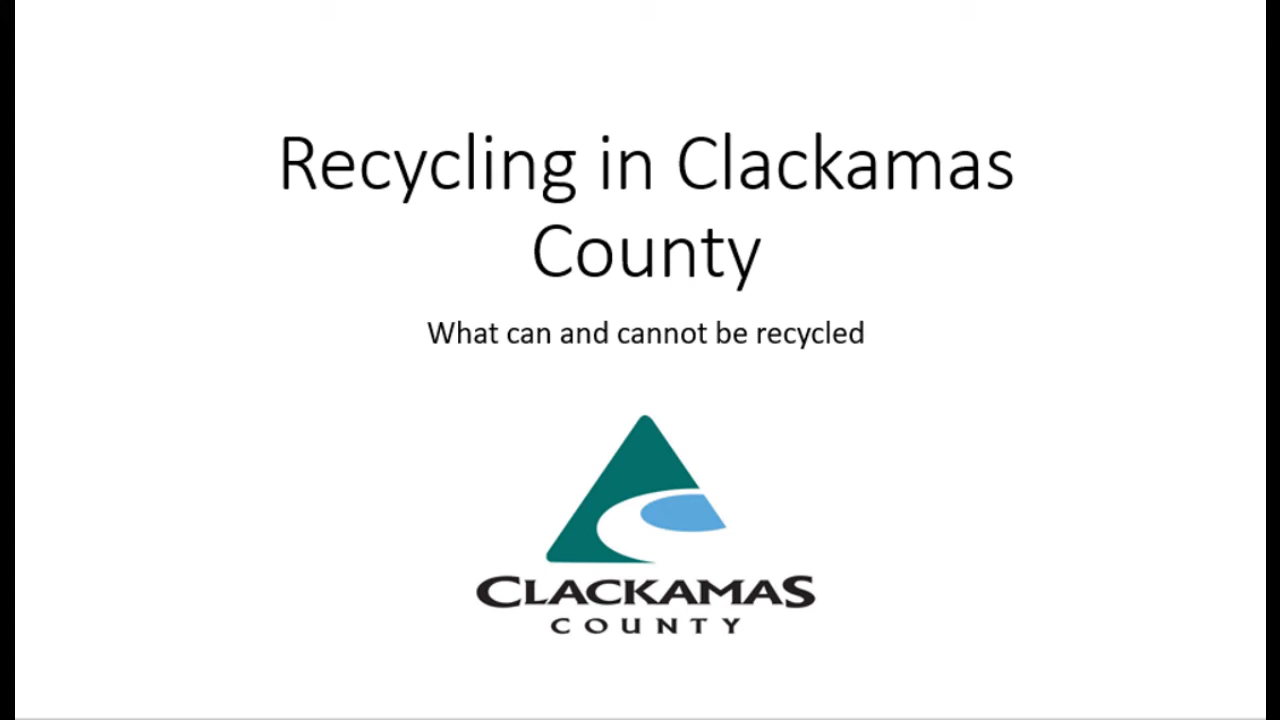 Recycling in Clackamas
County
What can and cannot be recycled
CLACKAMAS
COUNTY